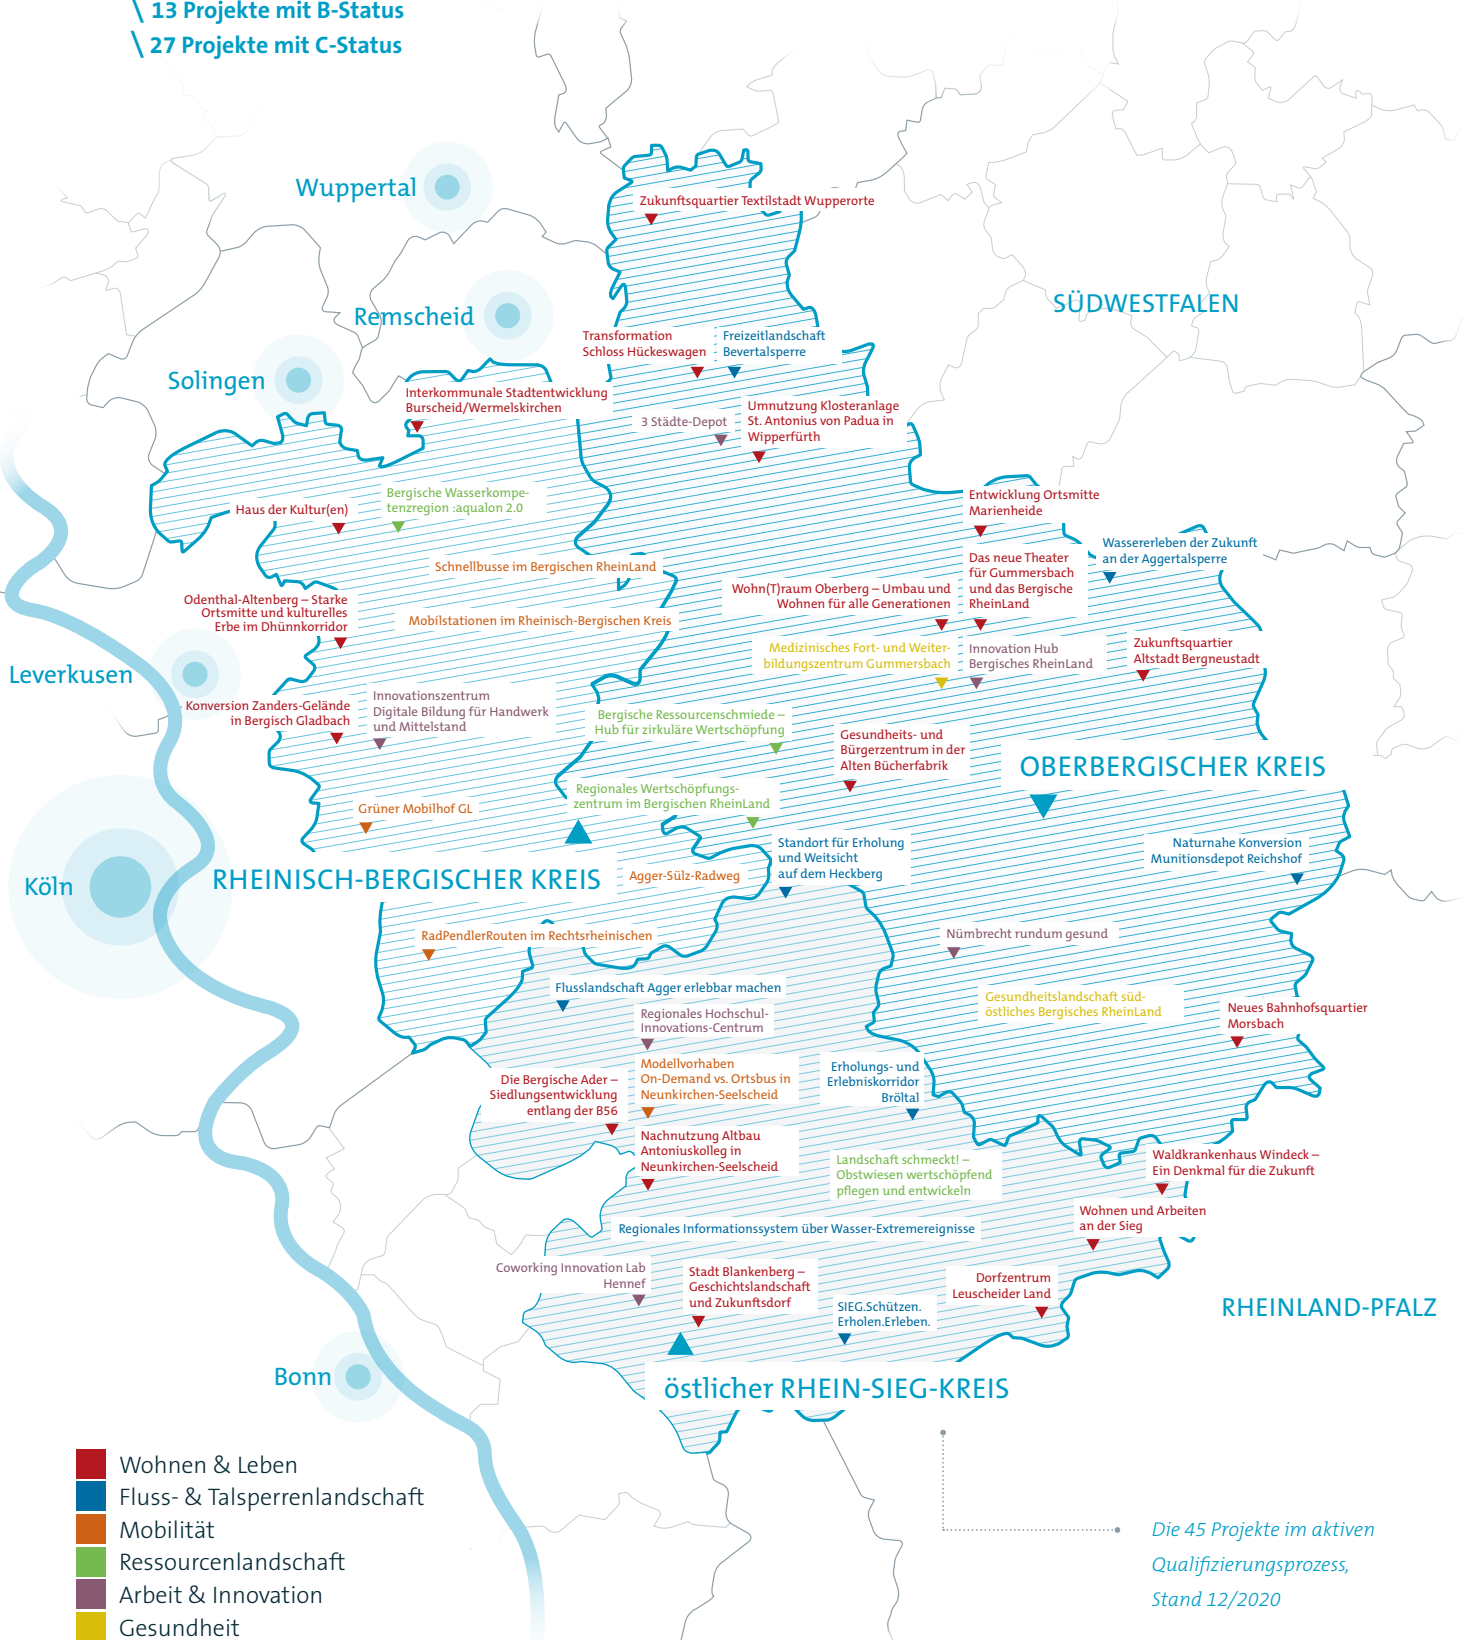 \ 13 Projekte mit B-Status
\ 27 Projekte mit C-Status
Wuppertal
Zukunftsquartier Textilstadt Wupperorte
SÜDWESTFALEN
Remscheid
Transformation
Schloss Hückeswagen
Freizeitlandschaft
Bevertalsperre
Solingen
Interkommunale Stadtentwicklung
Burscheid/Wermelskirchen
3 Städte-Depot
Umnutzung Klosteranlage
St. Antonius von Padua in
Wipperfürth
Haus der Kultur(en)
Bergische Wasserkompe-
tenzregion :aqualon 2.0
Entwicklung Ortsmitte
Marienheide
Wassererleben der Zukunft
an der Aggertalsperre
Schnellbusse im Bergischen RheinLand
Das neue Theater
für Gummersbach
und das Bergische
RheinLand
Wohn(T)raum Oberberg – Umbau und
Wohnen für alle Generationen
Odenthal-Altenberg – Starke
Ortsmitte und kulturelles
Erbe im Dhünnkorridor
Mobilstationen im Rheinisch-Bergischen Kreis
Medizinisches Fort- und Weiter-
bildungszentrum Gummersbach
Innovation Hub
Bergisches RheinLand
Zukunftsquartier
Altstadt Bergneustadt
Leverkusen
Konversion Zanders-Gelände
in Bergisch Gladbach
Innovationszentrum
Digitale Bildung für Handwerk
und Mittelstand
Bergische Ressourcenschmiede –
Hub für zirkuläre Wertschöpfung
Gesundheits- und
Bürgerzentrum in der
Alten Bücherfabrik
OBERBERGISCHER KREIS
Regionales Wertschöpfungs-
zentrum im Bergischen RheinLand
Grüner Mobilhof GL
Standort für Erholung
und Weitsicht
auf dem Heckberg
Naturnahe Konversion
Munitionsdepot Reichshof
Köln
RHEINISCH-BERGISCHER KREIS
Agger-Sülz-Radweg
RadPendlerRouten im Rechtsrheinischen
Nümbrecht rundum gesund
Flusslandschaft Agger erlebbar machen
Gesundheitslandschaft süd-
östliches Bergisches RheinLand
Regionales Hochschul-
Innovations-Centrum
Neues Bahnhofsquartier
Morsbach
Modellvorhaben
On-Demand vs. Ortsbus in
Neunkirchen-Seelscheid
Die Bergische Ader –
Siedlungsentwicklung
entlang der B56
Erholungs- und
Erlebniskorridor
Bröltal
Nachnutzung Altbau
Antoniuskolleg in
Neunkirchen-Seelscheid
Landschaft schmeckt! –
Obstwiesen wertschöpfend
pflegen und entwickeln
Waldkrankenhaus Windeck –
Ein Denkmal für die Zukunft
Wohnen und Arbeiten
an der Sieg
Regionales Informationssystem über Wasser-Extremereignisse
Coworking Innovation Lab
Hennef
Stadt Blankenberg –
Geschichtslandschaft
und Zukunftsdorf
Dorfzentrum
Leuscheider Land
SIEG.Schützen.
Erholen.Erleben.
RHEINLAND-PFALZ
Bonn
östlicher RHEIN-SIEG-KREIS
Wohnen & Leben
Fluss- & Talsperrenlandschaft
Mobilität
Ressourcenlandschaft
Arbeit & Innovation
Gesundheit
Die 45 Projekte im aktiven
Qualifizierungsprozess,
Stand 12/2020